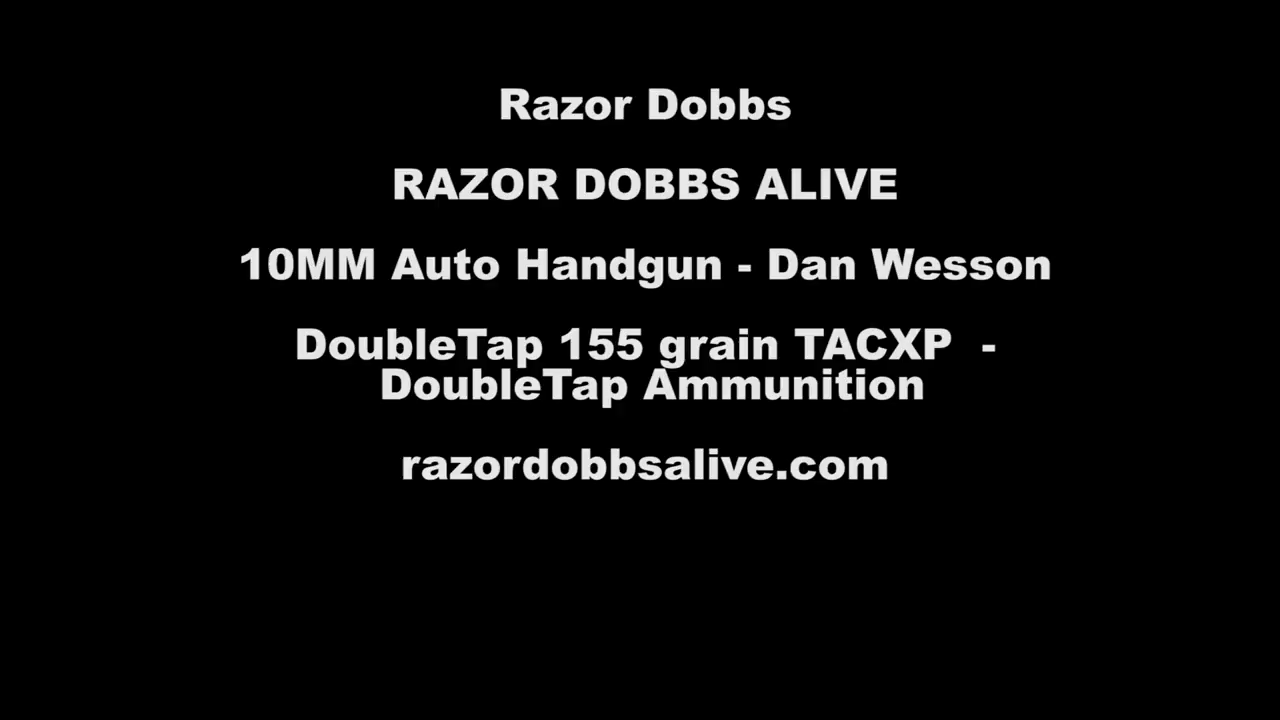 Razor Dobbs
RAZOR DOBBS ALIVE
10MM Auto Handgun - Dan Wesson
DoubleTap 155 grain TACXP  -
DoubleTap Ammunition
razordobbsalive.com